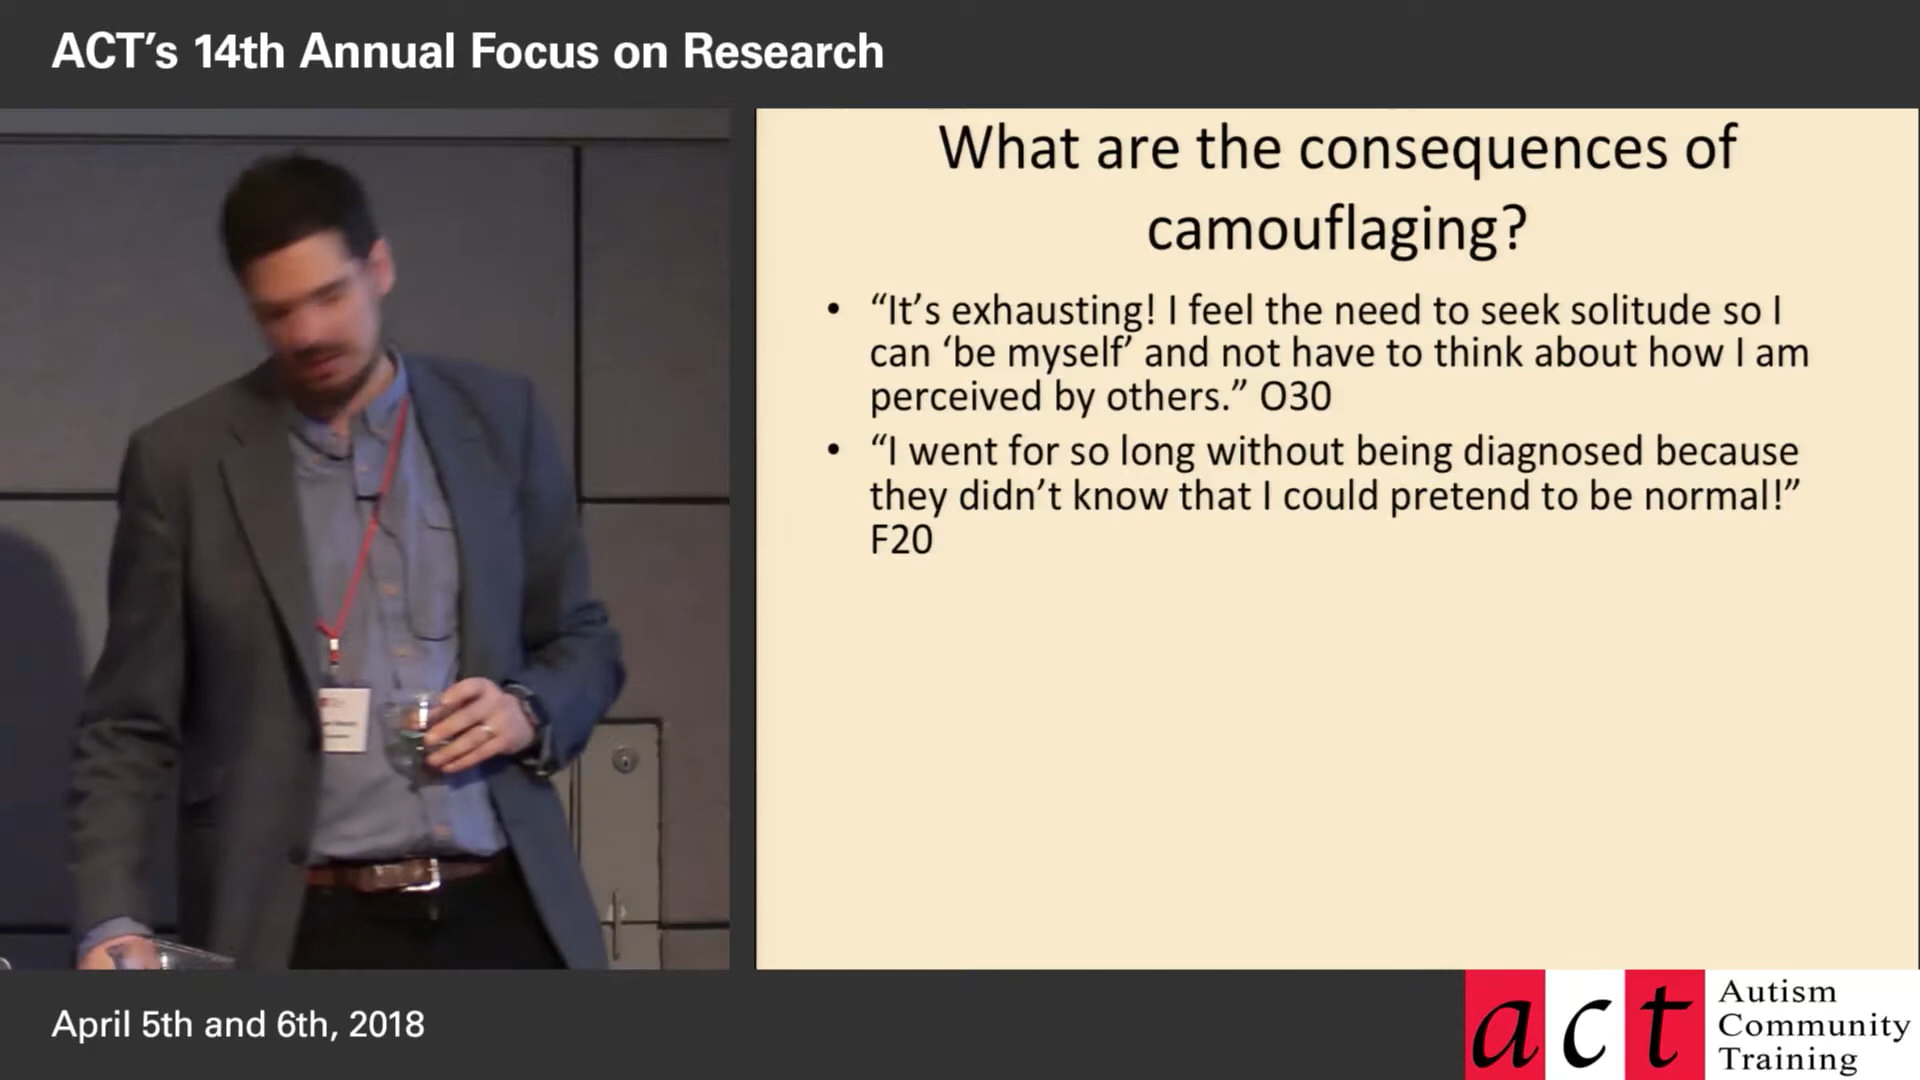 ACT’s 14th Annual Focus on Research
What are the consequences of
camouflaging?
• “It’s exhausting! I feel the need to seek solitude so I
can ‘be myself’ and not have to think about how I am
perceived by others.” O30
• “I went for so long without being diagnosed because
they didn’t know that I could pretend to be normal!”
F20
April 5th and 6th, 2018
act
Autism
Community
Training